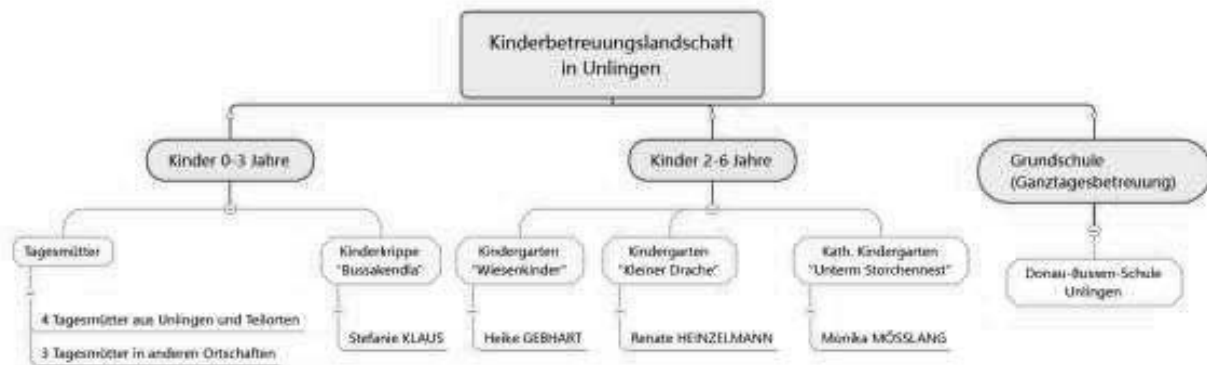 Kinderbetreuungslandschaft
in Unlingen
Kinder 0-3 Jahre
Kinder 2-6 Jahre
Grundschule
(Ganztagesbetreuung)
Tagesmütter
Kinderkrippe
"Bussakendla"
Kindergarten
"Wiesenkinder"
Kindergarten
"Kleiner Drache"
Kath. Kindergarten
"Unterm Storchennest"
Donau-Bussen-Schule
Unlingen
4 Tagesmütter aus Unlingen und Teilorten
3 Tagesmütter in anderen Ortschaften
Stefanie KLAUS
Heike GEBHART
Renate HEINZELMANN
Monika MÖSSLANG